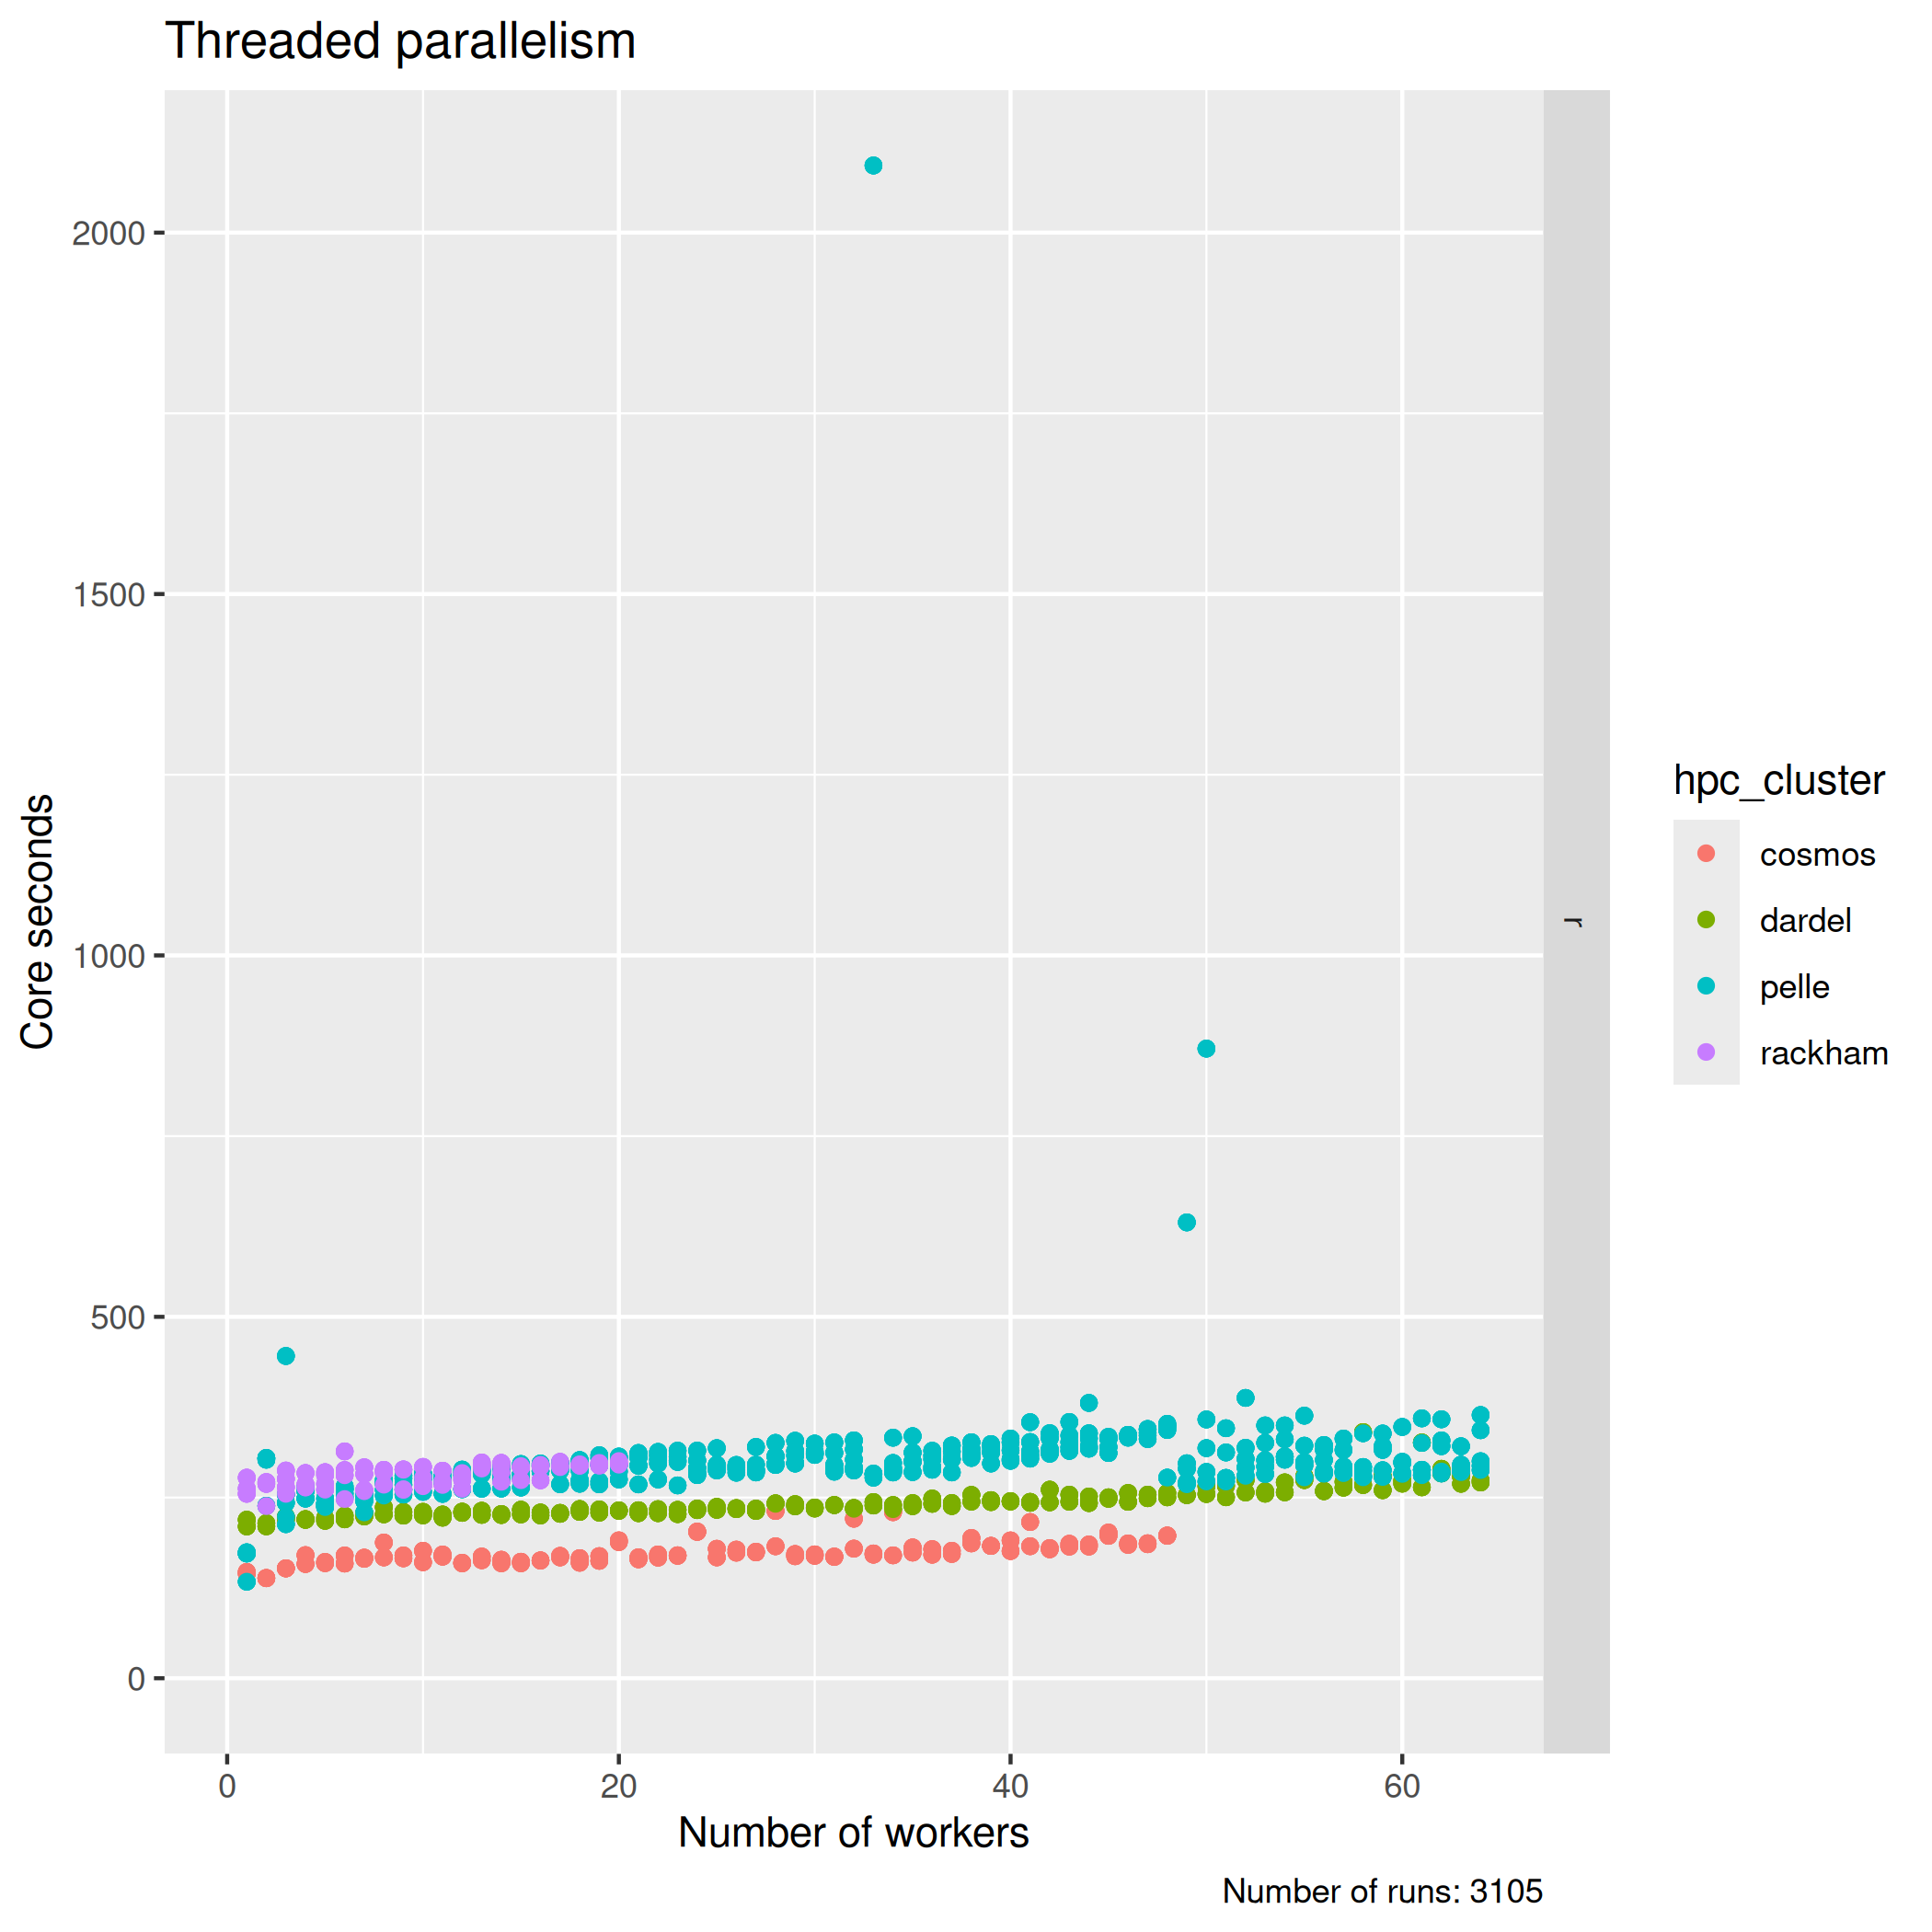 Threaded parallelism
Core seconds
2000
1500
1000
500
0
0 20 40 60
Number of workers
r
hpc_cluster
cosmos
dardel
pelle
rackham
Number of runs: 3105